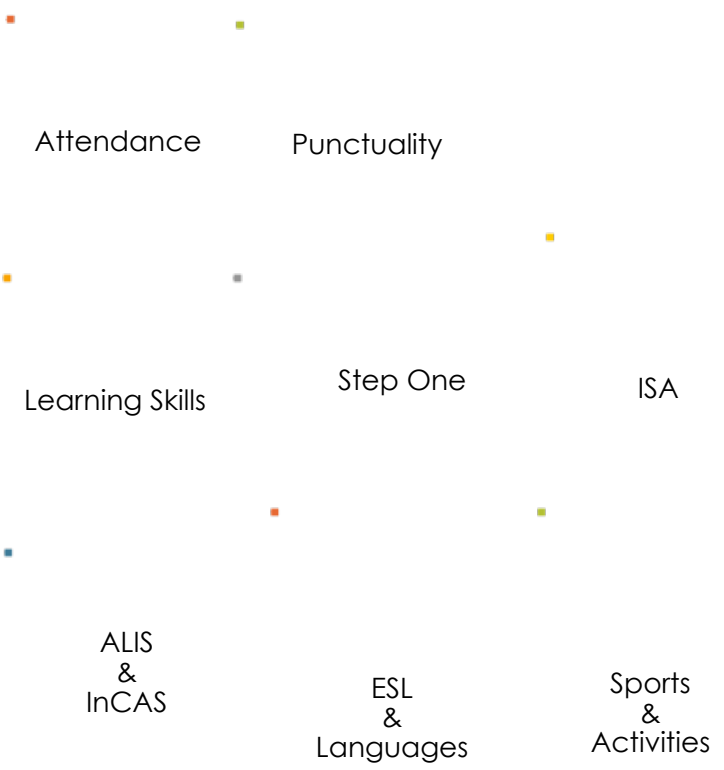 Attendance
Punctuality
Learning Skills
Step One
ISA
ALIS
&
InCAS
ESL
&
Languages
Sports
&
Activities